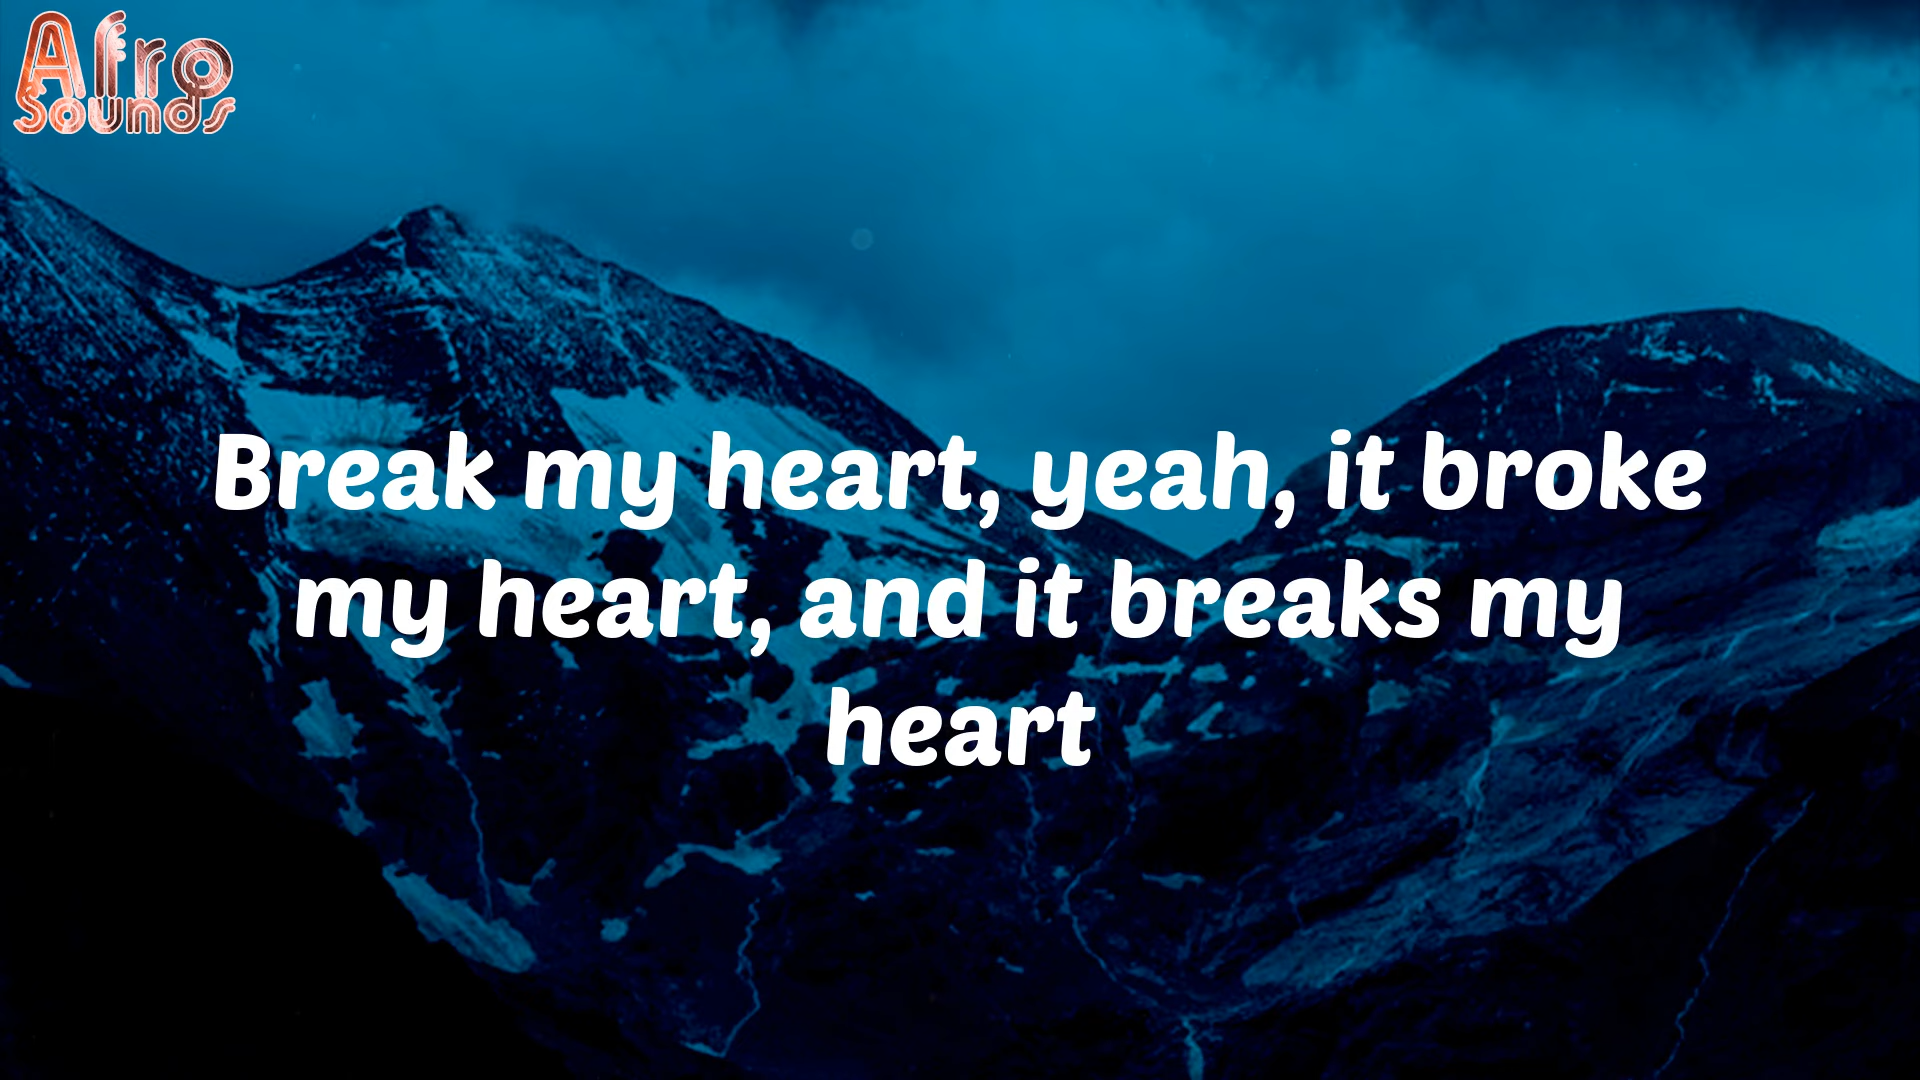 Afro
Sounds
Break my heart, yeah, it broke
my heart, and it breaks my
heart